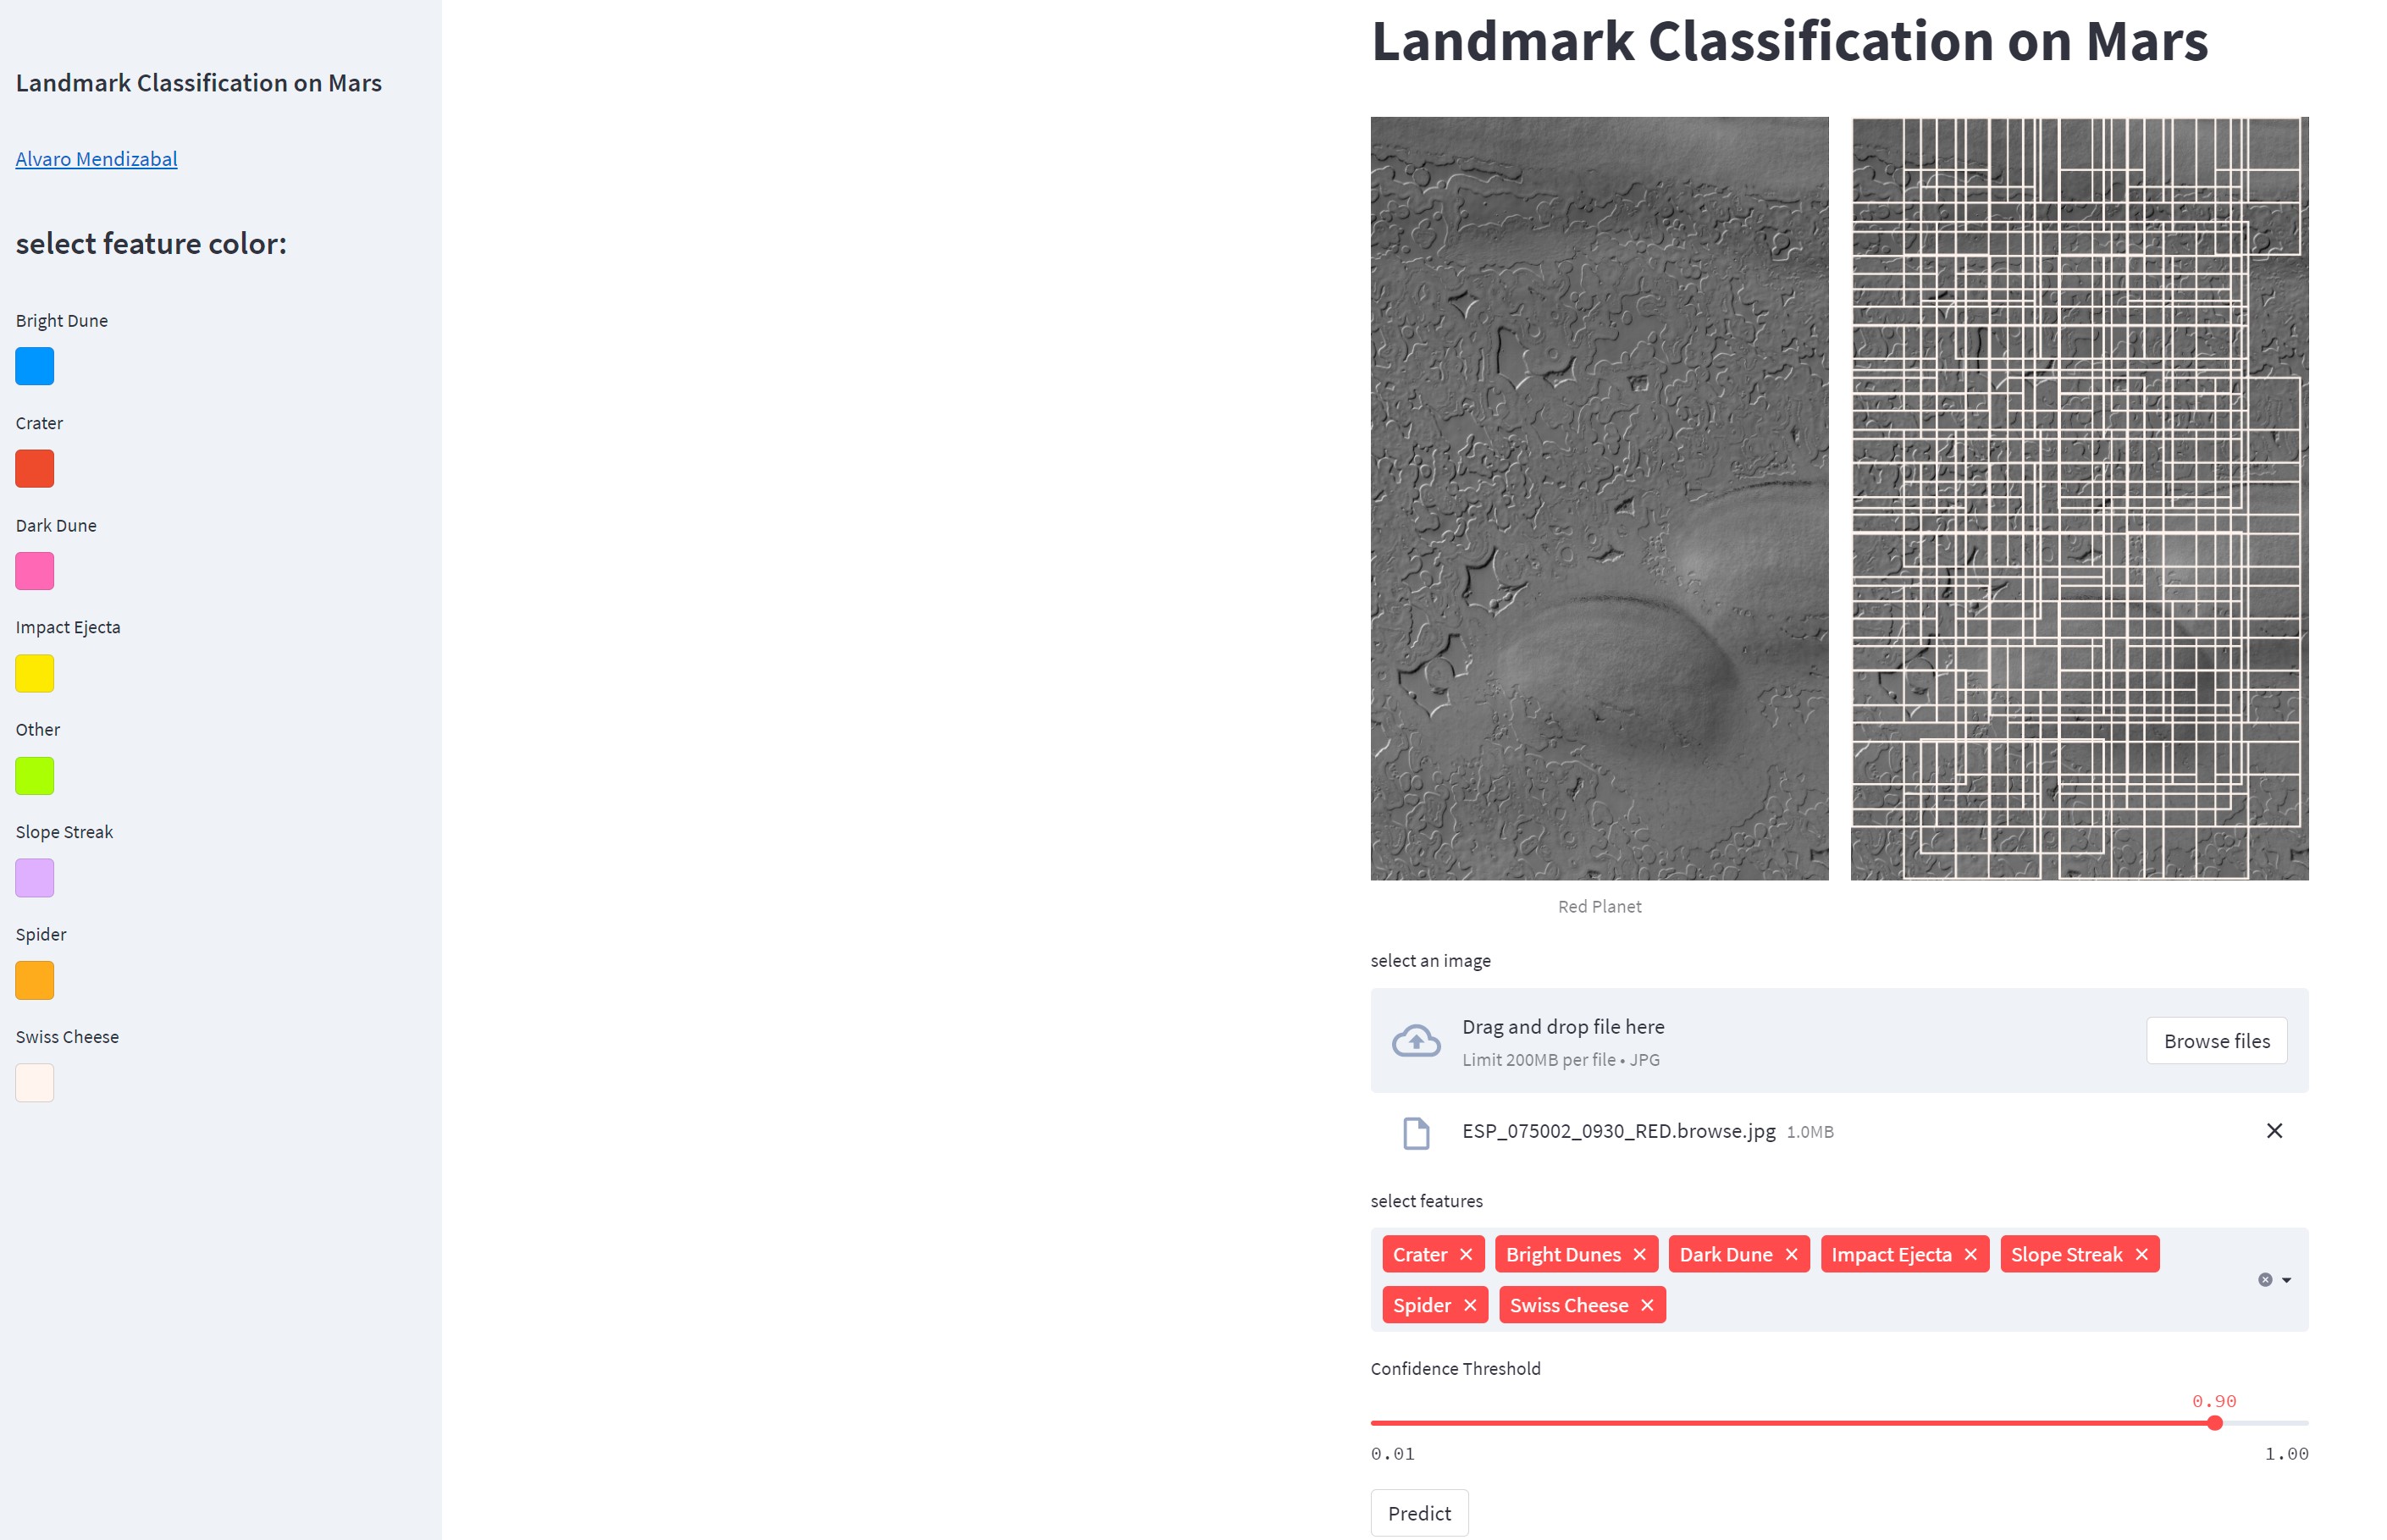 Landmark Classification on Mars
Alvaro Mendizabal
select feature color:
Bright Dune
Crater
Dark Dune
Impact Ejecta
Other
Slope Streak
Spider
Swiss Cheese
Landmark Classification on Mars
Red Planet
select an image
Drag and drop file here
Limit 200MB per file • JPG
Browse files
ESP_075002_0930_RED.browse.jpg 1.0MB
select features
Crater Bright Dunes Dark Dune Impact Ejecta Slope Streak
Spider Swiss Cheese
Confidence Threshold
0.90
0.01 1.00
Predict